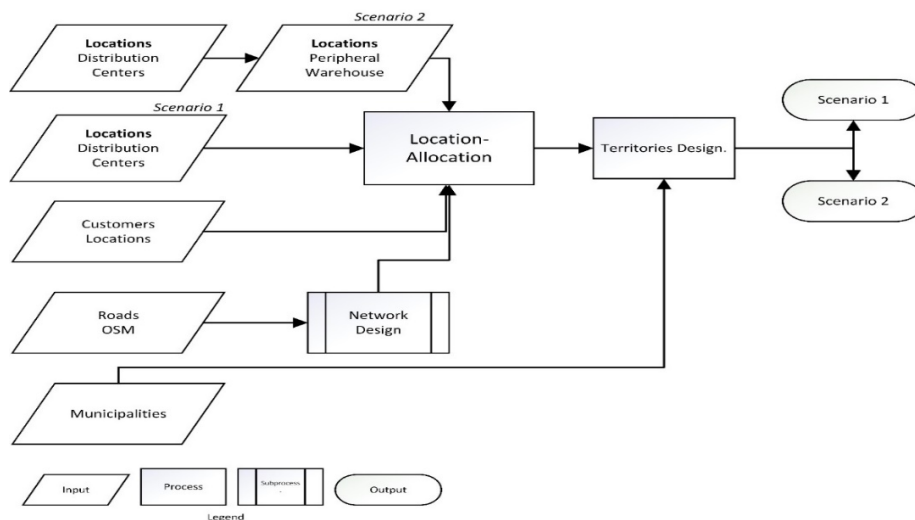 Scenario 2
Locations
Distribution
Centers
Locations
Peripheral
Warehouse
Scenario 1
Locations
Distribution
Centers
Location-
Allocation
Territories Design.
Scenario 1
Scenario 2
Customers
Locations
Roads
OSM
Network
Design
Municipalities
Input
Process
Subprocess
.
Output
Legend